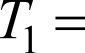 T₁ =